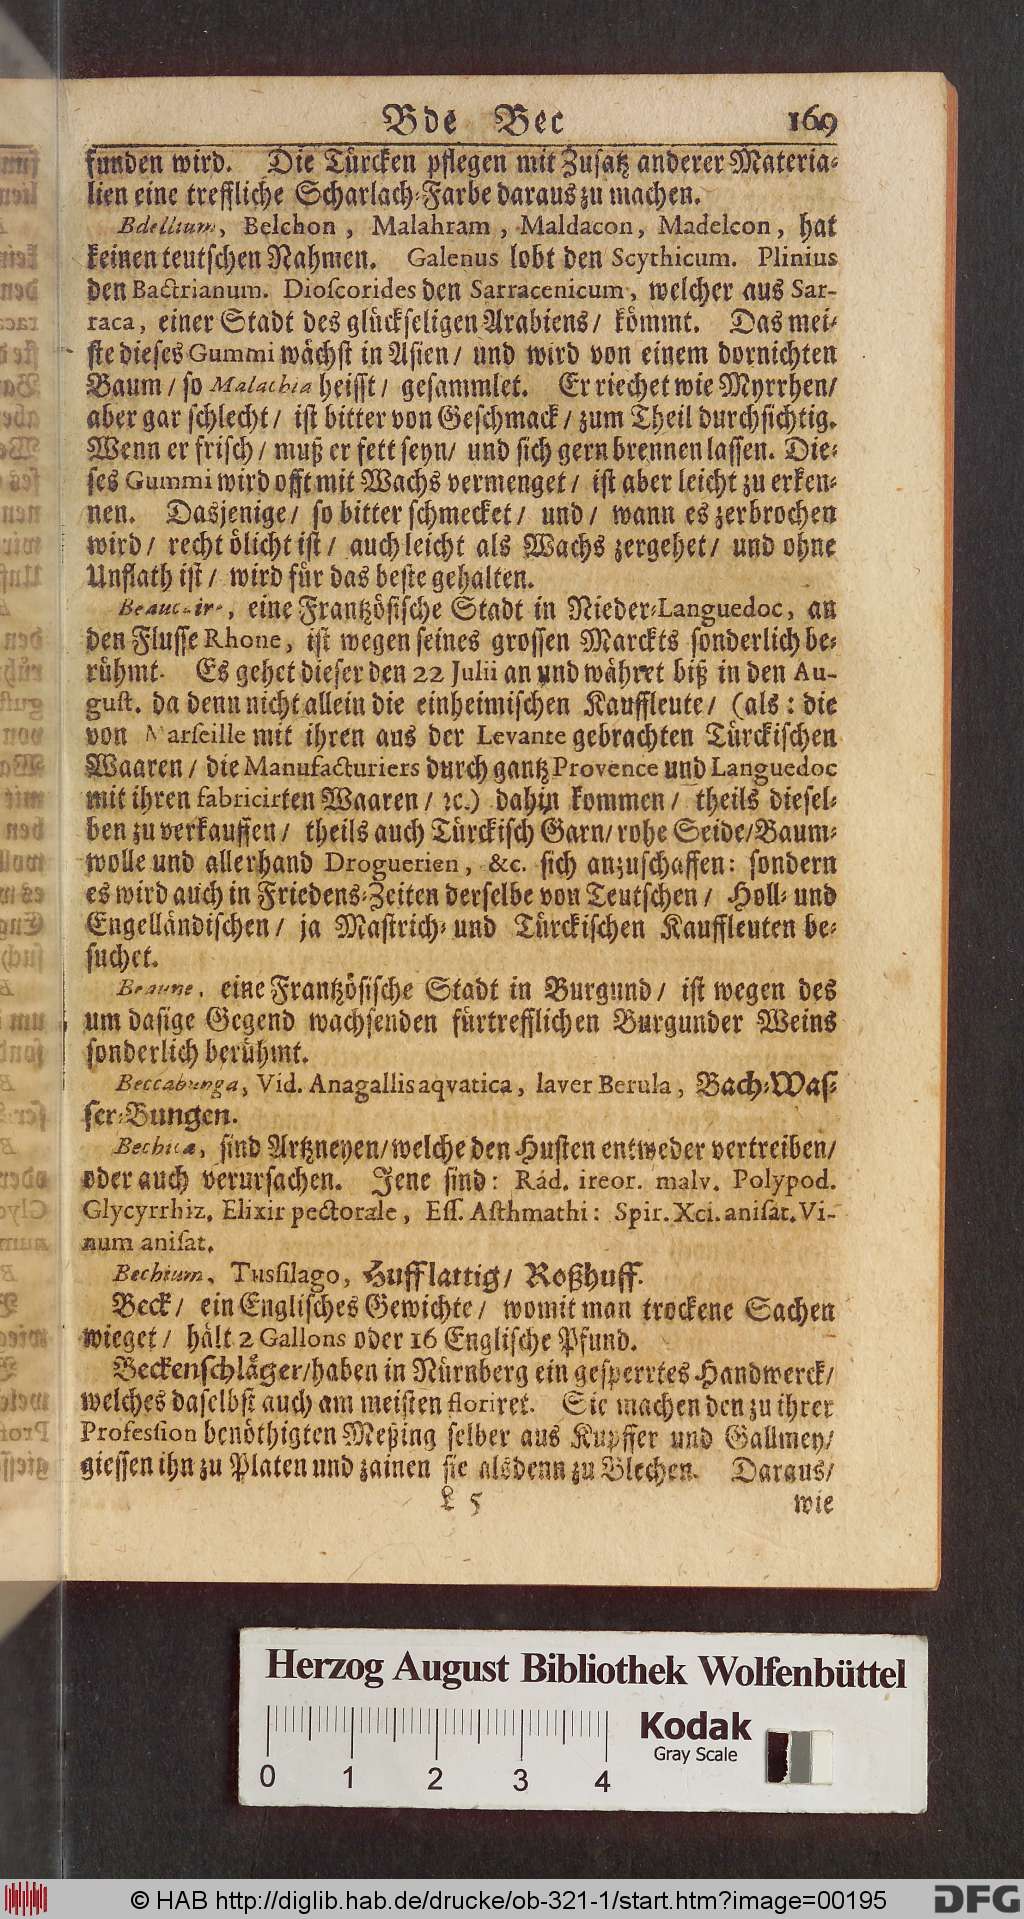 Bde Bec 169
funden wird. Die Türcken pflegen mit Zusatz anderer Materia-
lien eine treffliche Scharlach-Farbe daraus zu machen.
Bdellium, Belchon, Malahram, Maldacon, Madelcon, hat
keinen teutschen Nahmen. Galenus lobt den Scythicum. Plinius
den Bactrianum. Dioscorides den Sarracenicum, welcher aus Sar-
raca, einer Stadt des glückseligen Arabiens/ kömmt. Das mei-
ste dieses Gummi wächst in Asien/ und wird von einem dornichten
Baum/ so Malachia heisst/ gesammlet. Er riechet wie Myrrhen/
aber gar schlecht/ ist bitter von Geschmack/ zum Theil durchsichtig.
Wenn er frisch/ muß er fett seyn/ und sich gern brennen lassen. Die-
ses Gummi wird offt mit Wachs vermenget/ ist aber leicht zu erken-
nen. Dasjenige/ so bitter schmecket/ und/ wann es zerbrochen
wird/ recht ölicht ist/ auch leicht als Wachs zergehet/ und ohne
Unflath ist/ wird für das beste gehalten.
Beaucaire, eine Frantzösische Stadt in Nieder-Languedoc, an
den Flusse Rhone, ist wegen seines grossen Marckts sonderlich be-
rühmt. Es gehet dieser den 22 Julii an und währet biß in den Au-
gust. da denn nicht allein die einheimischen Kauffleute/ (als: die
von Marseille mit ihren aus der Levante gebrachten Türckischen
Waaren/ die Manufacturiers durch gantz Provence und Languedoc
mit ihren fabricirten Waaren/ ꝛc.) dahin kommen/ theils diesel-
ben zu verkauffen/ theils auch Türckisch Garn/ rohe Seide/ Baum-
wolle und allerhand Droguerien, &c. sich anzuschaffen: sondern
es wird auch in Friedens-Zeiten derselbe von Teutschen/ Holl- und
Engelländischen/ ja Mastrich- und Türckischen Kauffleuten be-
suchet.
Beaune, eine Frantzösische Stadt in Burgund/ ist wegen des
um dasige Gegend wachsenden fürtrefflichen Burgunder Weins
sonderlich berühmt.
Beccabunga, Vid. Anagallis aqvatica, laver Berula, Bach-Was-
ser-Bungen.
Bechica, sind Artzneyen/ welche den Husten entweder vertreiben/
oder auch verursachen. Jene sind: Rád. ireor. malv. Polypod.
Glycyrrhiz. Elixir pectorale, Ess. Asthmathi: Spir. Xci. anisat. Vi-
num anisat.
Bechium, Tussilago, Hufflattig/ Roßhuff.
Beck/ ein Englisches Gewichte/ womit man trockene Sachen
wieget/ hält 2 Gallons oder 16 Englische Pfund.
Beckenschläger/ haben in Nürnberg ein gesperrtes Handwerck/
welches daselbst auch am meisten floriret. Sie machen den zu ihrer
Profession benöthigten Meßing selber aus Kupffer und Gallmey/
giessen ihn zu Platen und zainen sie alsdenn zu Blechen. Daraus/
L 5 wie
Herzog August Bibliothek Wolfenbüttel
Kodak
Gray Scale
0 1 2 3 4
© HAB http://diglib.hab.de/drucke/ob-321-1/start.htm?image=00195
DFG